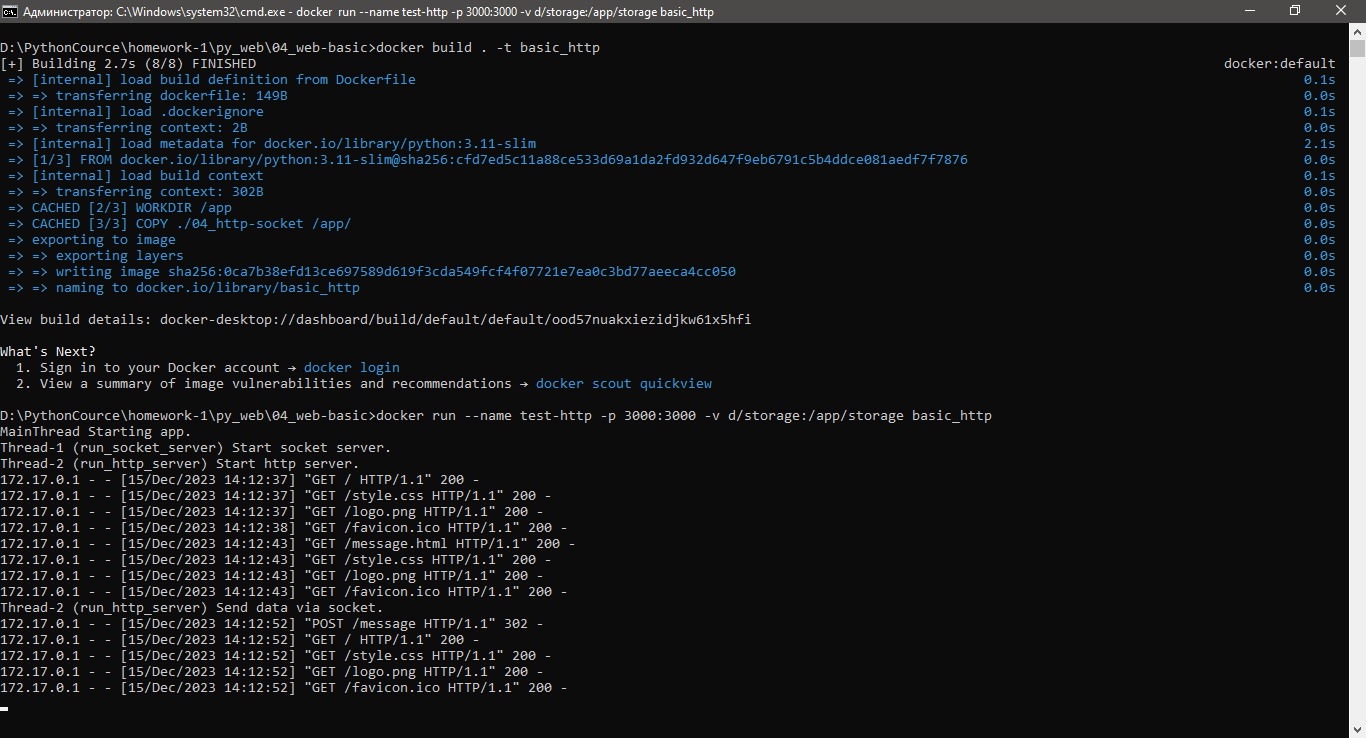 Администратор: C:\Windows\system32\cmd.exe - docker run --name test-http -p 3000:3000 -v d/storage:/app/storage basic_http
D:\PythonCource\homework-1\py_web\04_web-basic>docker build . -t basic_http
[+] Building 2.7s (8/8) FINISHED docker:default
=> [internal] load build definition from Dockerfile 0.1s
=> => transferring dockerfile: 149B 0.0s
=> [internal] load .dockerignore 0.1s
=> => transferring context: 2B 0.0s
=> [internal] load metadata for docker.io/library/python:3.11-slim 2.1s
=> [1/3] FROM docker.io/library/python:3.11-slim@sha256:cfd7ed5c11a88ce533d69a1da2fd932d647f9eb6791c5b4ddce081aedf7f7876 0.0s
=> [internal] load build context 0.1s
=> => transferring context: 302B 0.0s
=> CACHED [2/3] WORKDIR /app 0.0s
=> CACHED [3/3] COPY ./04_http-socket /app/ 0.0s
=> exporting to image 0.0s
=> => exporting layers 0.0s
=> => writing image sha256:0ca7b38efd13ce697589d619f3cda549fcf4f07721e7ea0c3bd77aeeca4cc050 0.0s
=> => naming to docker.io/library/basic_http 0.0s
View build details: docker-desktop://dashboard/build/default/default/ood57nuakxiezidjkw61x5hfi
What's Next?
1. Sign in to your Docker account → docker login
2. View a summary of image vulnerabilities and recommendations → docker scout quickview
D:\PythonCource\homework-1\py_web\04_web-basic>docker run --name test-http -p 3000:3000 -v d/storage:/app/storage basic_http
MainThread Starting app.
Thread-1 (run_socket_server) Start socket server.
Thread-2 (run_http_server) Start http server.
172.17.0.1 - - [15/Dec/2023 14:12:37] "GET / HTTP/1.1" 200 -
172.17.0.1 - - [15/Dec/2023 14:12:37] "GET /style.css HTTP/1.1" 200 -
172.17.0.1 - - [15/Dec/2023 14:12:37] "GET /logo.png HTTP/1.1" 200 -
172.17.0.1 - - [15/Dec/2023 14:12:38] "GET /favicon.ico HTTP/1.1" 200 -
172.17.0.1 - - [15/Dec/2023 14:12:43] "GET /message.html HTTP/1.1" 200 -
172.17.0.1 - - [15/Dec/2023 14:12:43] "GET /style.css HTTP/1.1" 200 -
172.17.0.1 - - [15/Dec/2023 14:12:43] "GET /logo.png HTTP/1.1" 200 -
172.17.0.1 - - [15/Dec/2023 14:12:43] "GET /favicon.ico HTTP/1.1" 200 -
Thread-2 (run_http_server) Send data via socket.
172.17.0.1 - - [15/Dec/2023 14:12:52] "POST /message HTTP/1.1" 302 -
172.17.0.1 - - [15/Dec/2023 14:12:52] "GET / HTTP/1.1" 200 -
172.17.0.1 - - [15/Dec/2023 14:12:52] "GET /style.css HTTP/1.1" 200 -
172.17.0.1 - - [15/Dec/2023 14:12:52] "GET /logo.png HTTP/1.1" 200 -
172.17.0.1 - - [15/Dec/2023 14:12:52] "GET /favicon.ico HTTP/1.1" 200 -